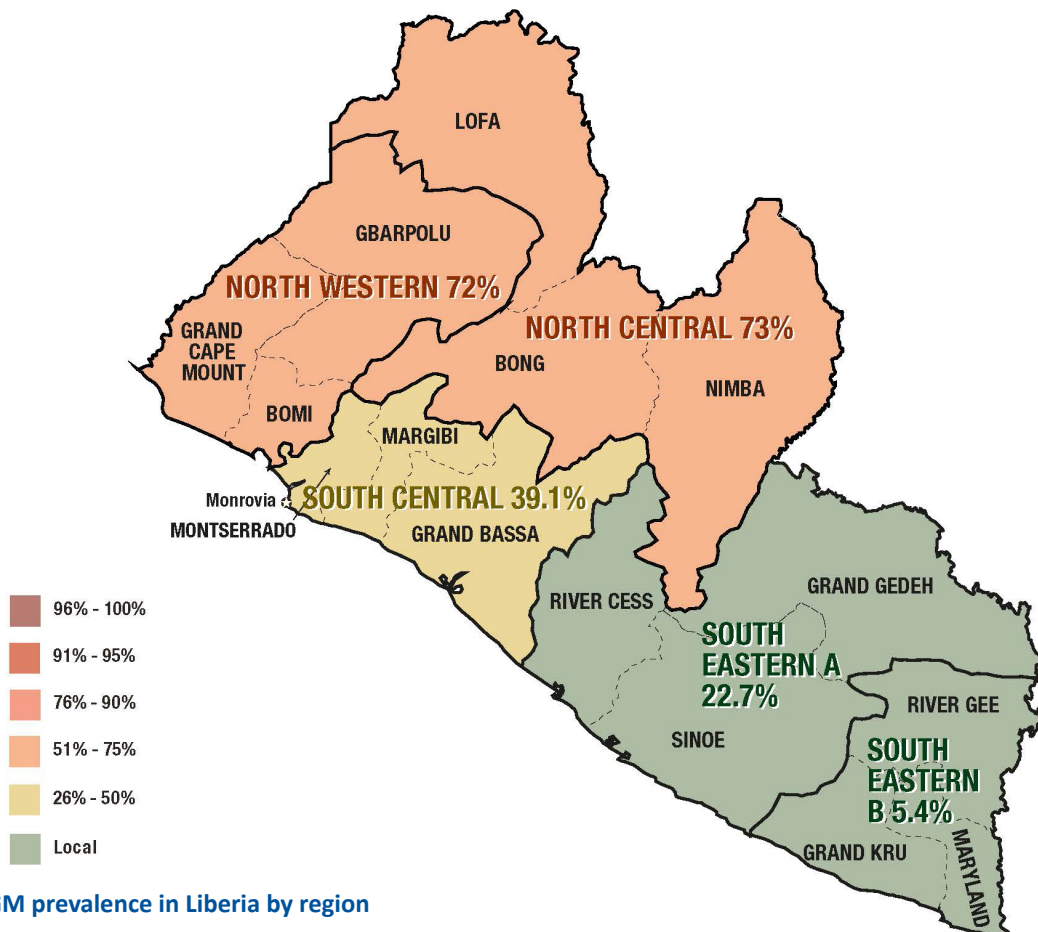 LOFA
GBARPOLU
NORTH WESTERN 72%
GRAND
CAPE
MOUNT
BOMI
NORTH CENTRAL 73%
BONG
NIMBA
MARGIBI
Monrovia
SOUTH CENTRAL 39.1%
MONTSERRADO
GRAND BASSA
RIVER CESS
GRAND GEDEH
SOUTH
EASTERN A
22.7%
SINOE
RIVER GEE
SOUTH
EASTERN
B 5.4%
GRAND KRU
MARYLAND
96% - 100%
91% - 95%
76% - 90%
51% - 75%
26% - 50%
Local
prevalence in Liberia by region